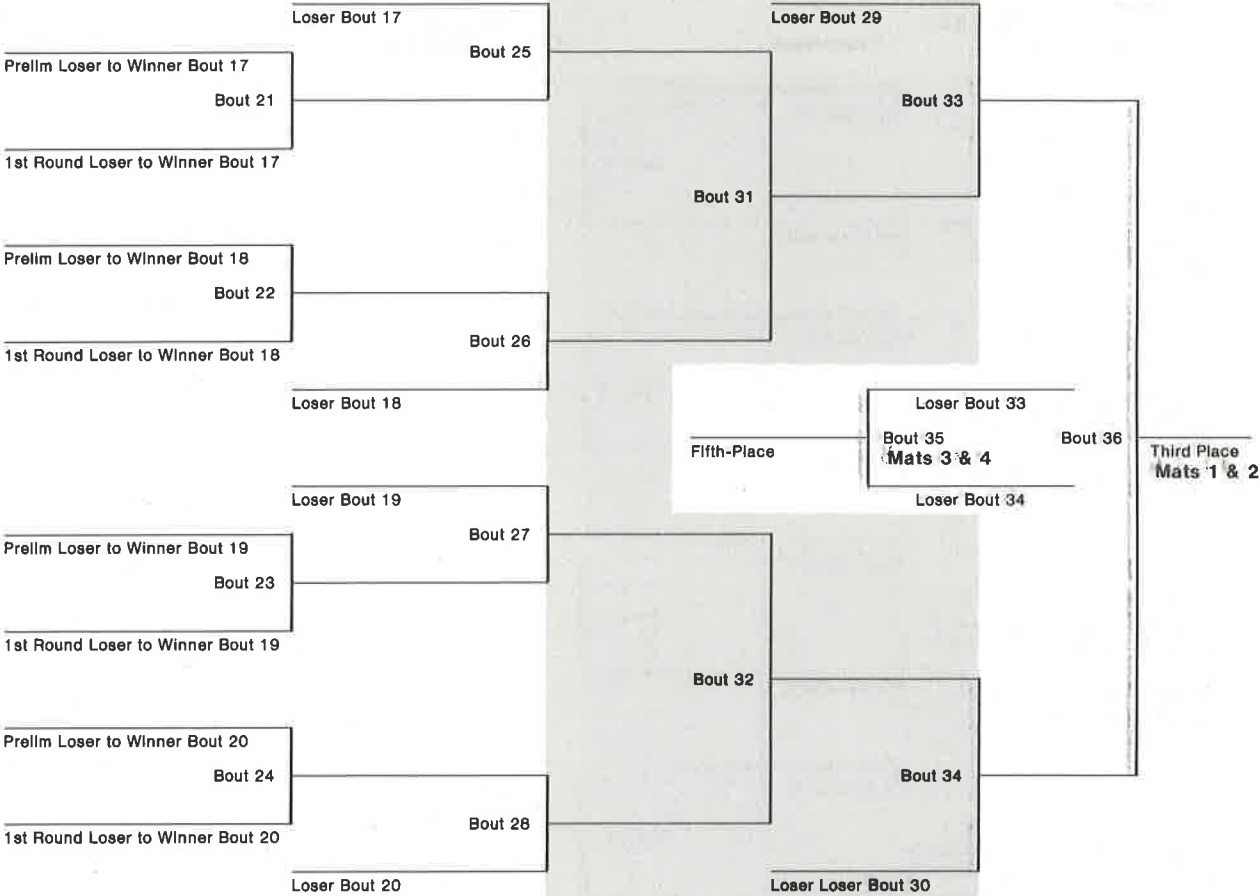 Loser Bout 17
Loser Bout 29
Prelim Loser to Winner Bout 17
Bout 25
Bout 21
Bout 33
1st Round Loser to Winner Bout 17
Bout 31
Prelim Loser to Winner Bout 18
Bout 22
1st Round Loser to Winner Bout 18
Bout 26
Loser Bout 18
Loser Bout 33
Fifth-Place
Bout 35
Mats 3 & 4
Bout 36
Third Place
Mats 1 & 2
Loser Bout 19
Loser Bout 34
Prelim Loser to Winner Bout 19
Bout 27
Bout 23
1st Round Loser to Winner Bout 19
Bout 32
Prelim Loser to Winner Bout 20
Bout 24
Bout 34
1st Round Loser to Winner Bout 20
Bout 28
Loser Bout 20
Loser Loser Bout 30